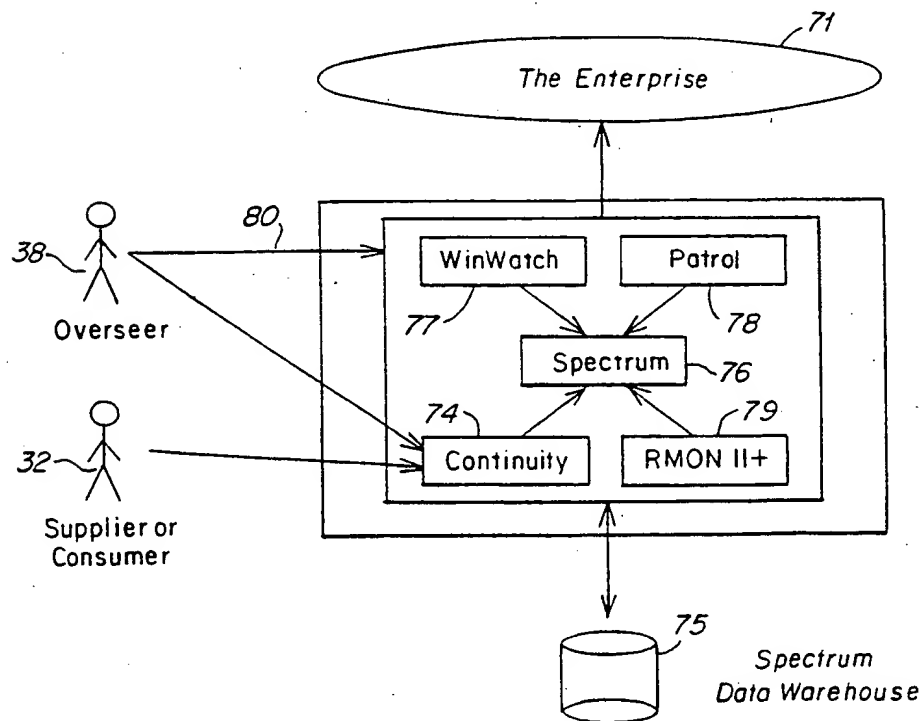 71
The Enterprise
80
38
Overseer
WinWatch
Patrol
77
78
Spectrum
76
74
79
32
Continuity
RMON II+
Supplier or
Consumer
75
Spectrum
Data Warehouse